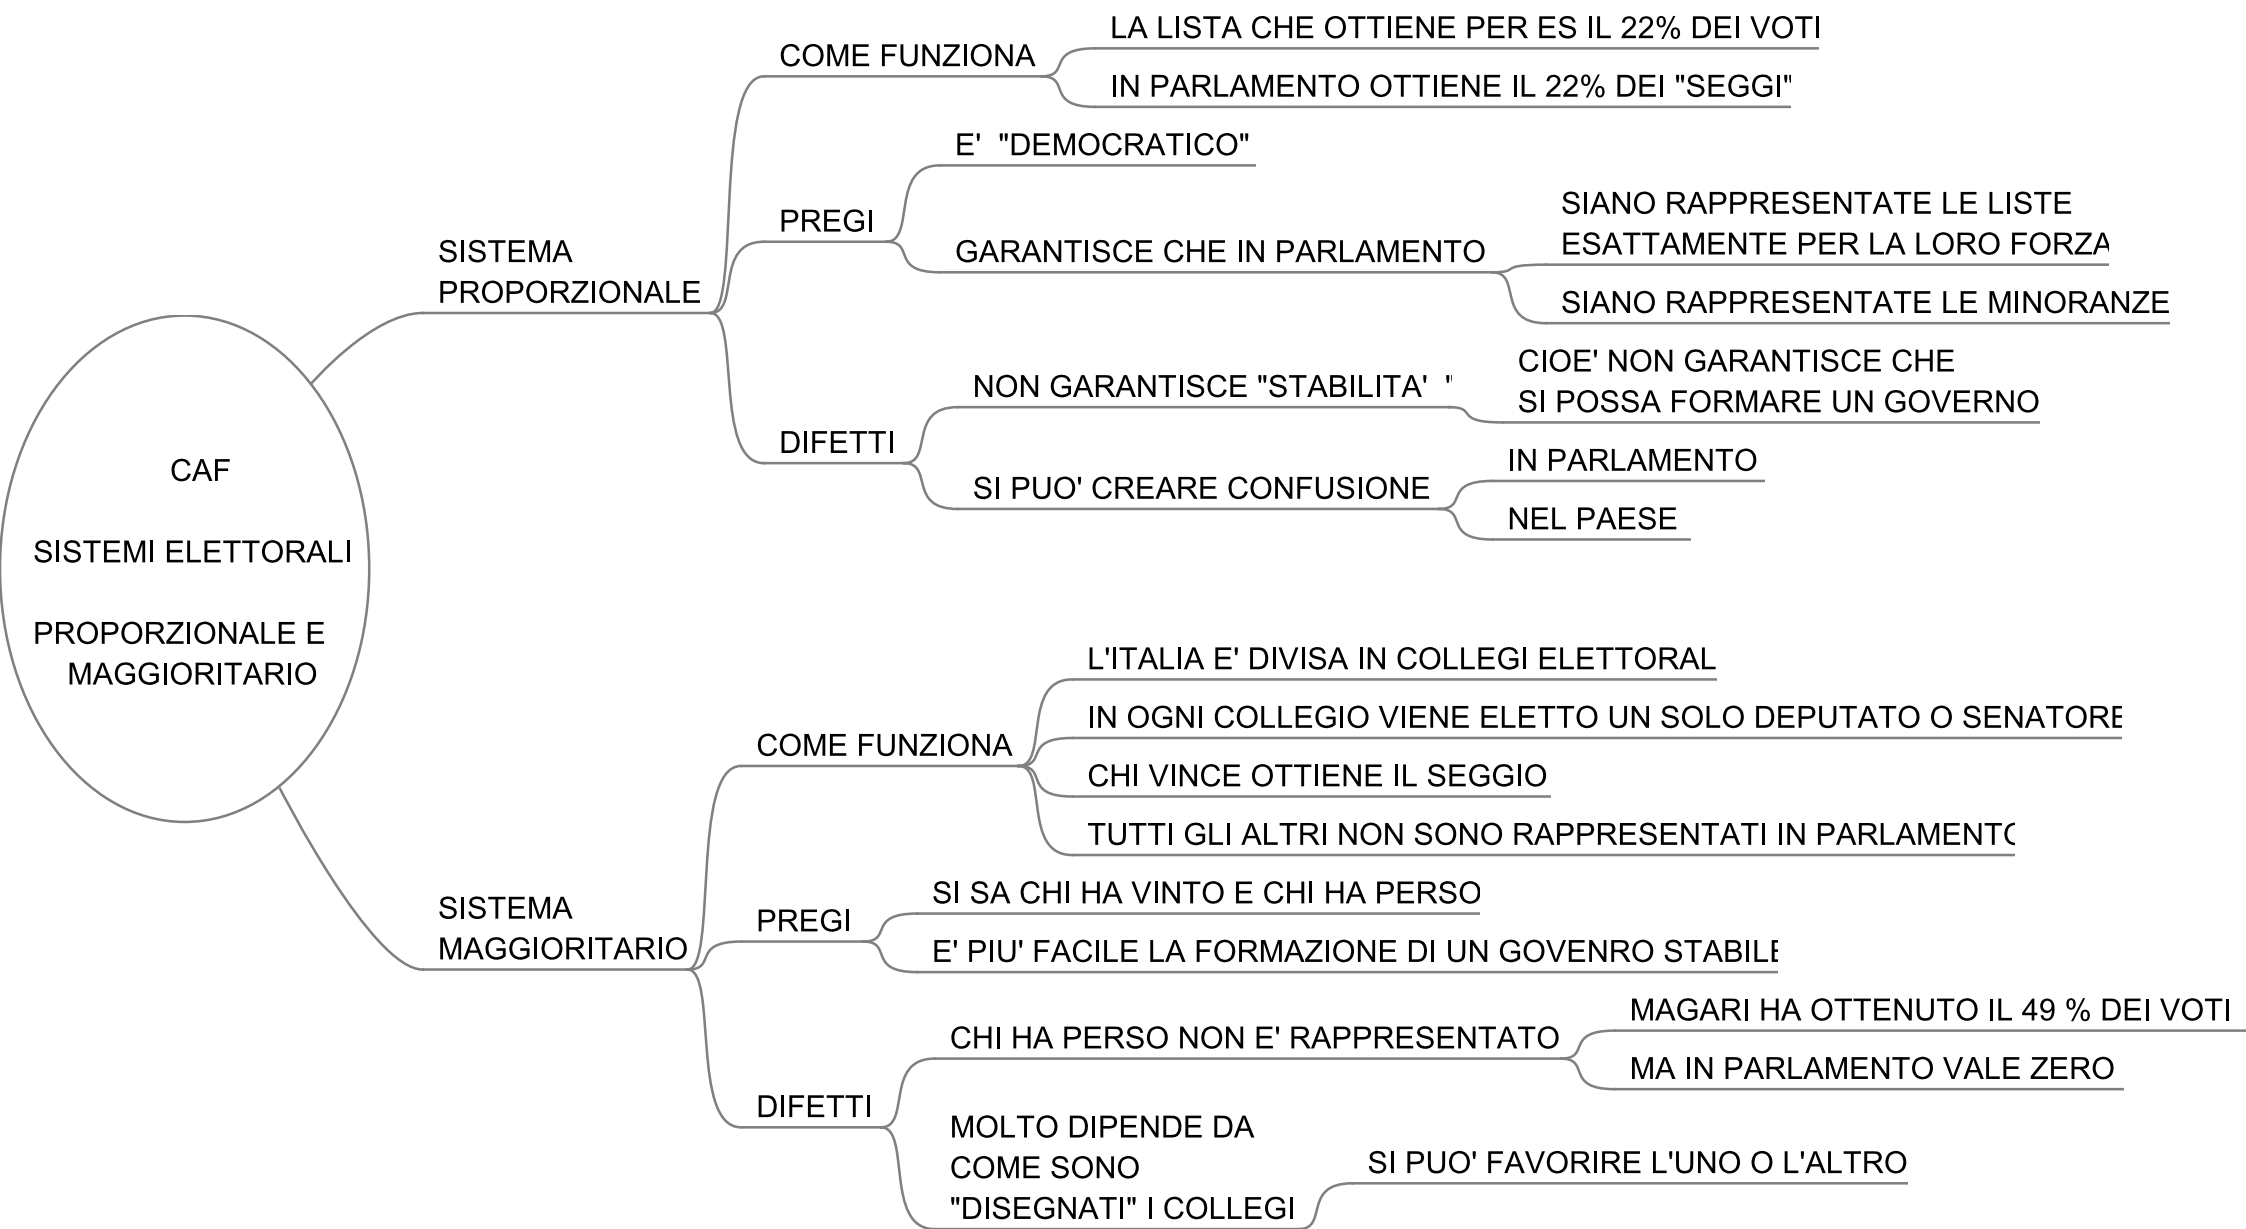 CAF
SISTEMI ELETTORALI
PROPORZIONALE E
MAGGIORITARIO
SISTEMA
PROPORZIONALE
COME FUNZIONA
LA LISTA CHE OTTIENE PER ES IL 22% DEI VOTI
IN PARLAMENTO OTTIENE IL 22% DEI "SEGGI"
PREGI
E' "DEMOCRATICO"
GARANTISCE CHE IN PARLAMENTO
SIANO RAPPRESENTATE LE LISTE
ESATTAMENTE PER LA LORO FORZA
SIANO RAPPRESENTATE LE MINORANZE
DIFETTI
NON GARANTISCE "STABILITA' "
CIOE' NON GARANTISCE CHE
SI POSSA FORMARE UN GOVERNO
SI PUO' CREARE CONFUSIONE
IN PARLAMENTO
NEL PAESE
SISTEMA
MAGGIORITARIO
COME FUNZIONA
L'ITALIA E' DIVISA IN COLLEGI ELETTORAL
IN OGNI COLLEGIO VIENE ELETTO UN SOLO DEPUTATO O SENATORE
CHI VINCE OTTIENE IL SEGGIO
TUTTI GLI ALTRI NON SONO RAPPRESENTATI IN PARLAMENTO
PREGI
SI SA CHI HA VINTO E CHI HA PERSO
E' PIU' FACILE LA FORMAZIONE DI UN GOVENRO STABILE
DIFETTI
CHI HA PERSO NON E' RAPPRESENTATO
MAGARI HA OTTENUTO IL 49 % DEI VOTI
MA IN PARLAMENTO VALE ZERO
MOLTO DIPENDE DA
COME SONO
"DISEGNATI" I COLLEGI
SI PUO' FAVORIRE L'UNO O L'ALTRO